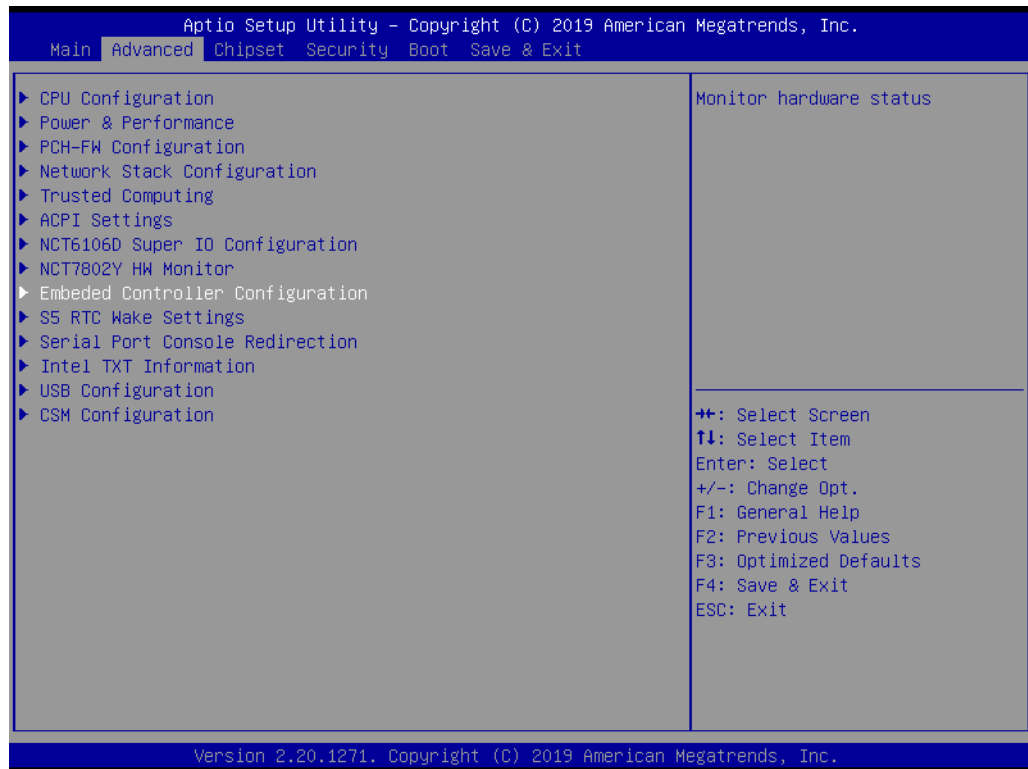 Aptio Setup Utility – Copyright (C) 2019 American Megatrends, Inc.
Main Advanced Chipset Security Boot Save & Exit
► CPU Configuration
► Power & Performance
► PCH-FW Configuration
► Network Stack Configuration
► Trusted Computing
► ACPI Settings
► NCT6106D Super IO Configuration
► NCT7802Y HW Monitor
► Embeded Controller Configuration
► S5 RTC Wake Settings
► Serial Port Console Redirection
► Intel TXT Information
► USB Configuration
► CSM Configuration
Monitor hardware status
→←: Select Screen
↑↓: Select Item
Enter: Select
+/-: Change Opt.
F1: General Help
F2: Previous Values
F3: Optimized Defaults
F4: Save & Exit
ESC: Exit
Version 2.20.1271. Copyright (C) 2019 American Megatrends, Inc.